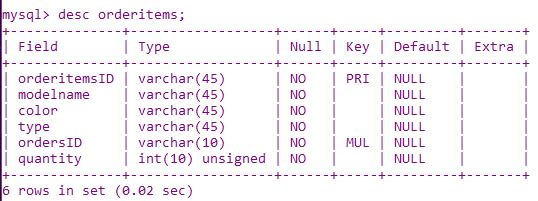 mysql> desc orderitems;
+--------------+------------------+------+-----+---------+-------+
| Field        | Type             | Null | Key | Default | Extra |
+--------------+------------------+------+-----+---------+-------+
| orderitemsID | varchar(45)      | NO   | PRI | NULL    |       |
| modelname    | varchar(45)      | NO   |     | NULL    |       |
| color        | varchar(45)      | NO   |     | NULL    |       |
| type         | varchar(45)      | NO   |     | NULL    |       |
| ordersID     | varchar(10)      | NO   | MUL | NULL    |       |
| quantity     | int(10) unsigned | NO   |     | NULL    |       |
+--------------+------------------+------+-----+---------+-------+
6 rows in set (0.02 sec)